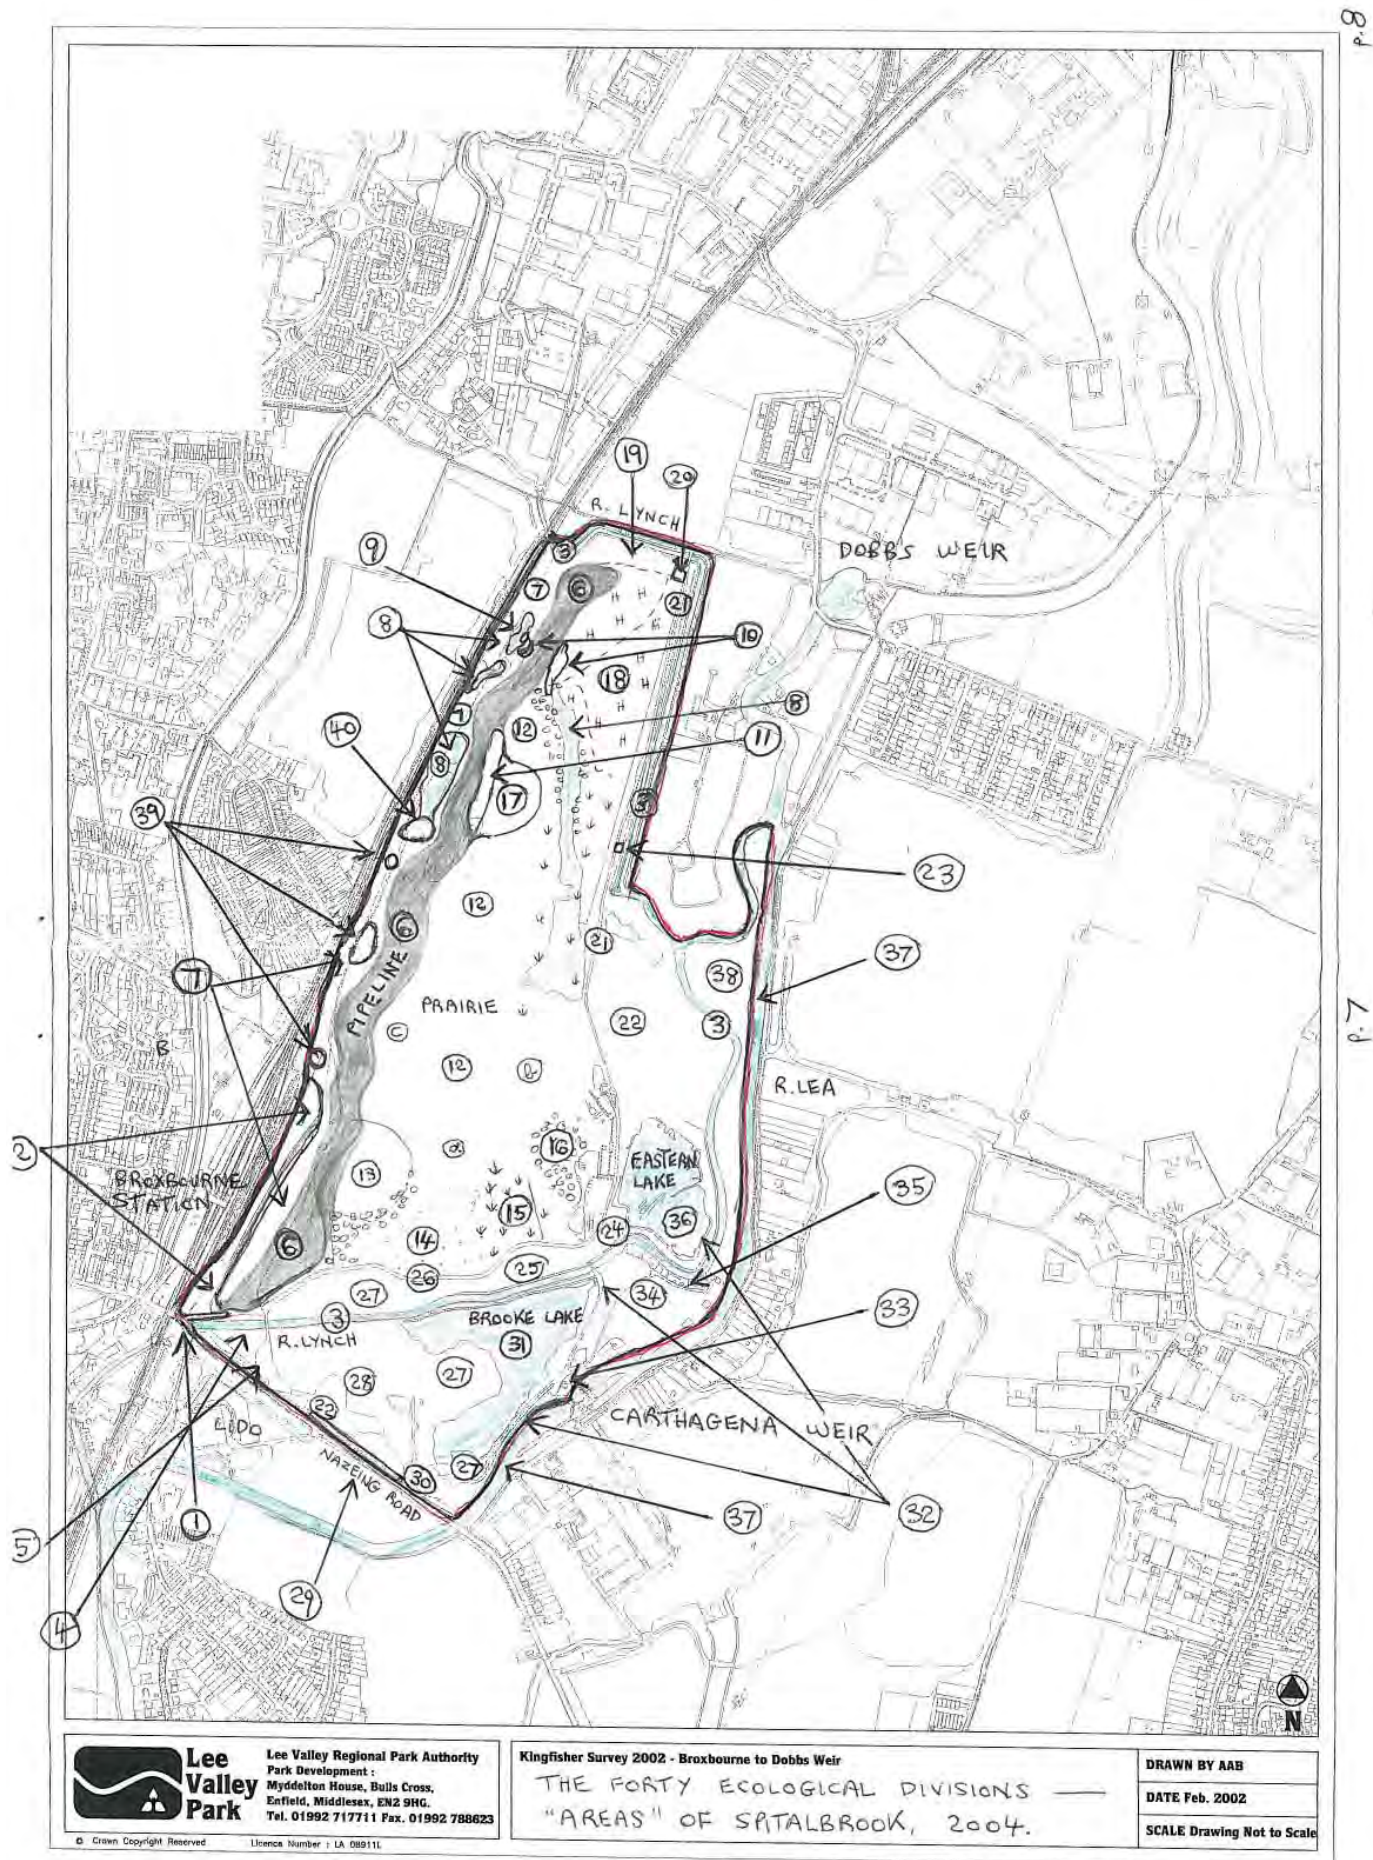 p.8
p.7
19
20
R. LYNCH
DOBBS WEIR
9
3
7
6
21
H
8
10
18
40
7
12
8
8
11
17
39
3
23
12
21
6
7
PIPELINE
38
37
PRAIRIE
22
3
C
B
12
b
R. LEA
2
a
16
EASTERN
LAKE
BROXBOURNE
STATION
13
35
15
36
14
24
6
25
26
34
27
3
BROOKE LAKE
33
R. LYNCH
31
28
27
22
CARTHAGENA WEIR
LIDO
NAZEING ROAD
30
27
1
37
32
5
29
4
N
Lee
Valley
Park
Lee Valley Regional Park Authority
Park Development :
Myddelton House, Bulls Cross,
Enfield, Middlesex, EN2 9HG.
Tel. 01992 717711 Fax. 01992 788623
© Crown Copyright Reserved Licence Number : LA 08911L
Kingfisher Survey 2002 - Broxbourne to Dobbs Weir
THE FORTY ECOLOGICAL DIVISIONS —
"AREAS" OF SPITALBROOK, 2004.
DRAWN BY AAB
DATE Feb. 2002
SCALE Drawing Not to Scale